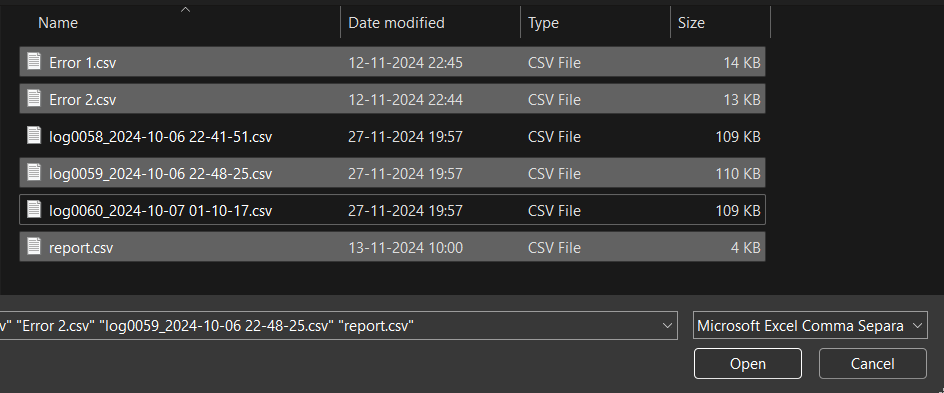 Name Date modified Type Size
Error 1.csv 12-11-2024 22:45 CSV File 14 KB
Error 2.csv 12-11-2024 22:44 CSV File 13 KB
log0058_2024-10-06 22-41-51.csv 27-11-2024 19:57 CSV File 109 KB
log0059_2024-10-06 22-48-25.csv 27-11-2024 19:57 CSV File 110 KB
log0060_2024-10-07 01-10-17.csv 27-11-2024 19:57 CSV File 109 KB
report.csv 13-11-2024 10:00 CSV File 4 KB
v" "Error 2.csv" "log0059_2024-10-06 22-48-25.csv" "report.csv" Microsoft Excel Comma Separa
Open Cancel